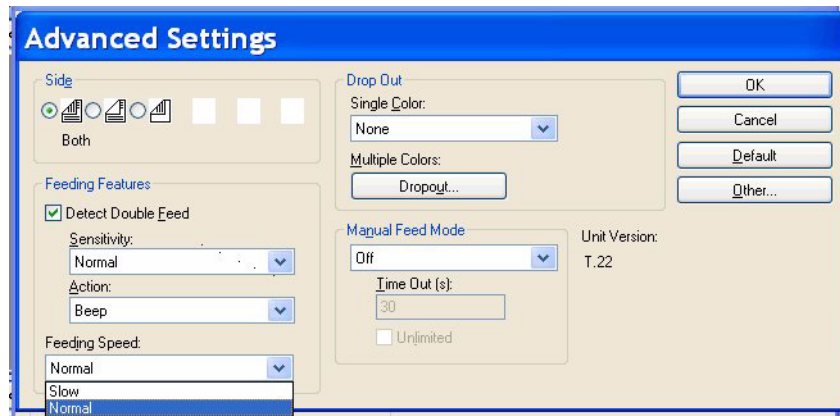 Advanced Settings
Side
Both
Feeding Features
Detect Double Feed
Sensitivity:
Normal
Action:
Beep
Feeding Speed:
Normal
Slow
Normal
Drop Out
Single Color:
None
Multiple Colors:
Dropout...
Manual Feed Mode
Off
Time Out (s):
30
Unlimited
Unit Version:
T.22
OK
Cancel
Default
Other...